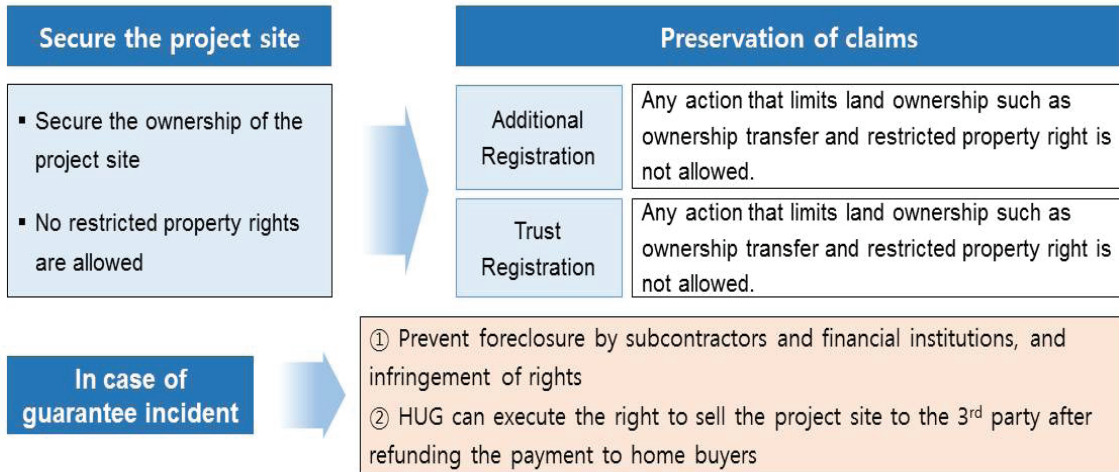 Secure the project site
▪ Secure the ownership of the
project site
▪ No restricted property rights
are allowed
Preservation of claims
Additional
Registration
Any action that limits land ownership such as
ownership transfer and restricted property right is
not allowed.
Trust
Registration
Any action that limits land ownership such as
ownership transfer and restricted property right is
not allowed.
In case of
guarantee incident
① Prevent foreclosure by subcontractors and financial institutions, and
infringement of rights
② HUG can execute the right to sell the project site to the 3rd party after
refunding the payment to home buyers